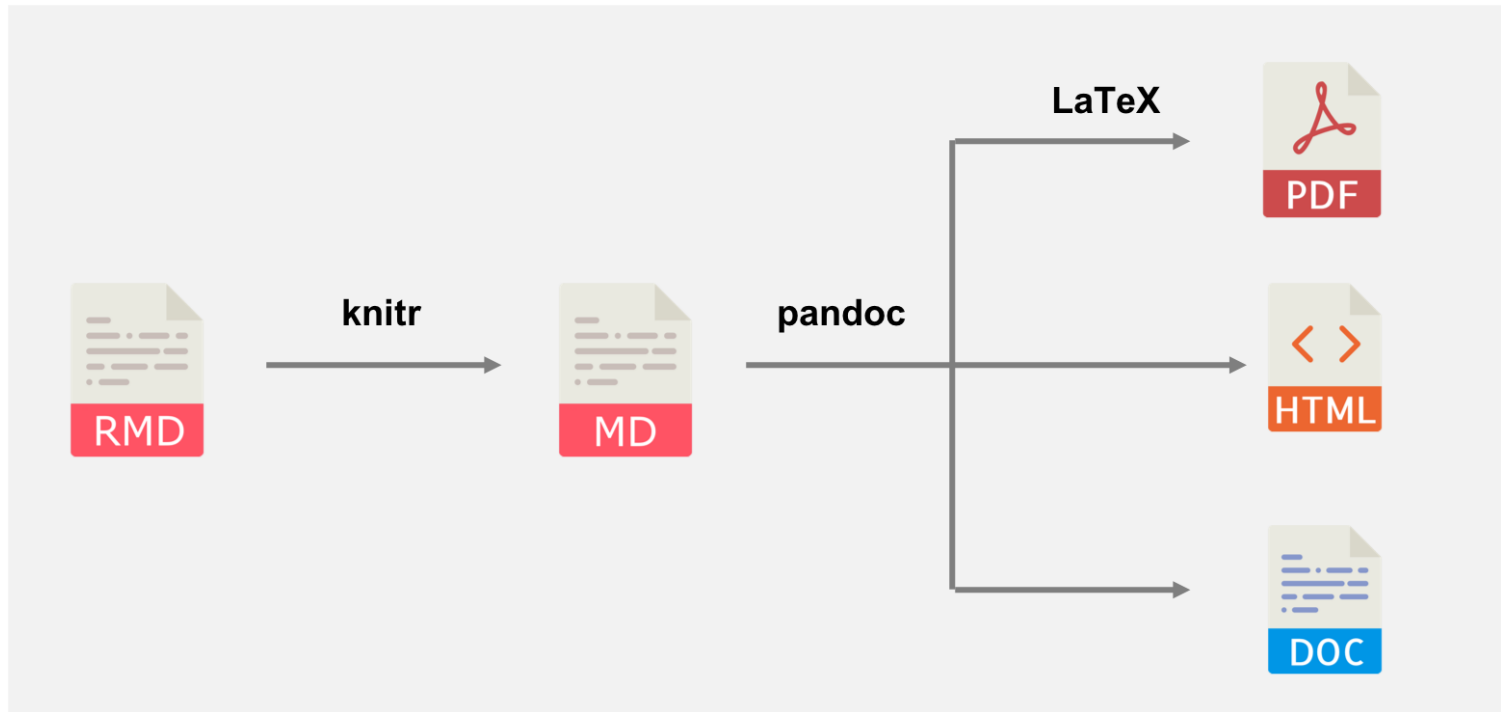 LaTeX
PDF
knitr
pandoc
RMD
MD
HTML
DOC